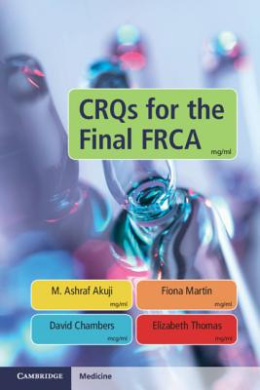 CRQs for the
Final FRCA
mg/ml
M. Ashraf Akuji
mg/ml
Fiona Martin
mg/ml
David Chambers
mcg/ml
Elizabeth Thomas
mg/ml
CAMBRIDGE Medicine